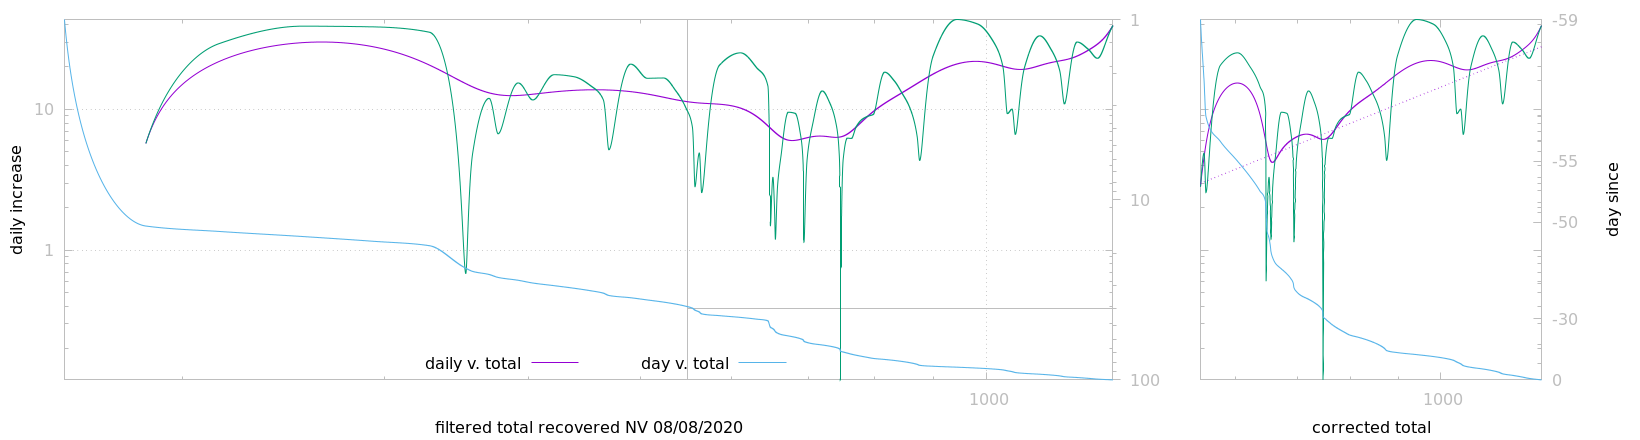 daily increase
10
1
daily v. total
day v. total
1
10
100
1000
filtered total recovered NV 08/08/2020
-59
-55
-50
-30
0
day since
1000
corrected total